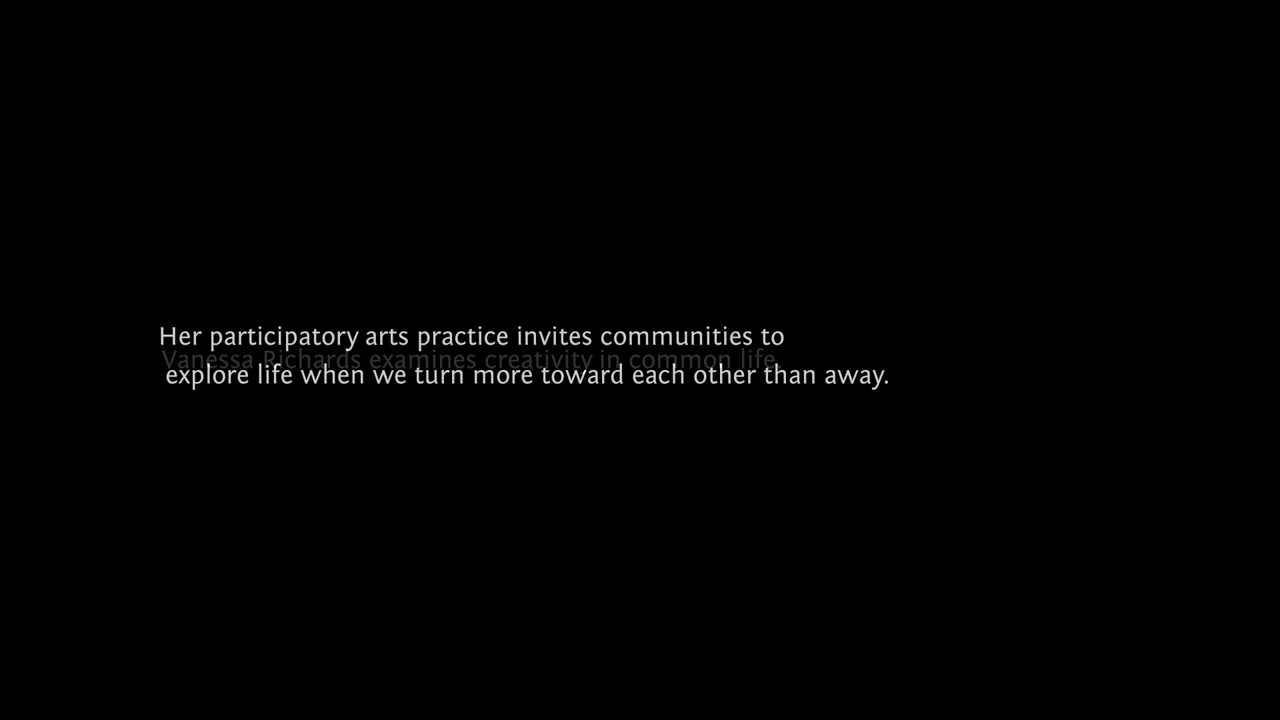 Her participatory arts practice invites communities to
Vanessa Richards examines creativity in common life.
explore life when we turn more toward each other than away.